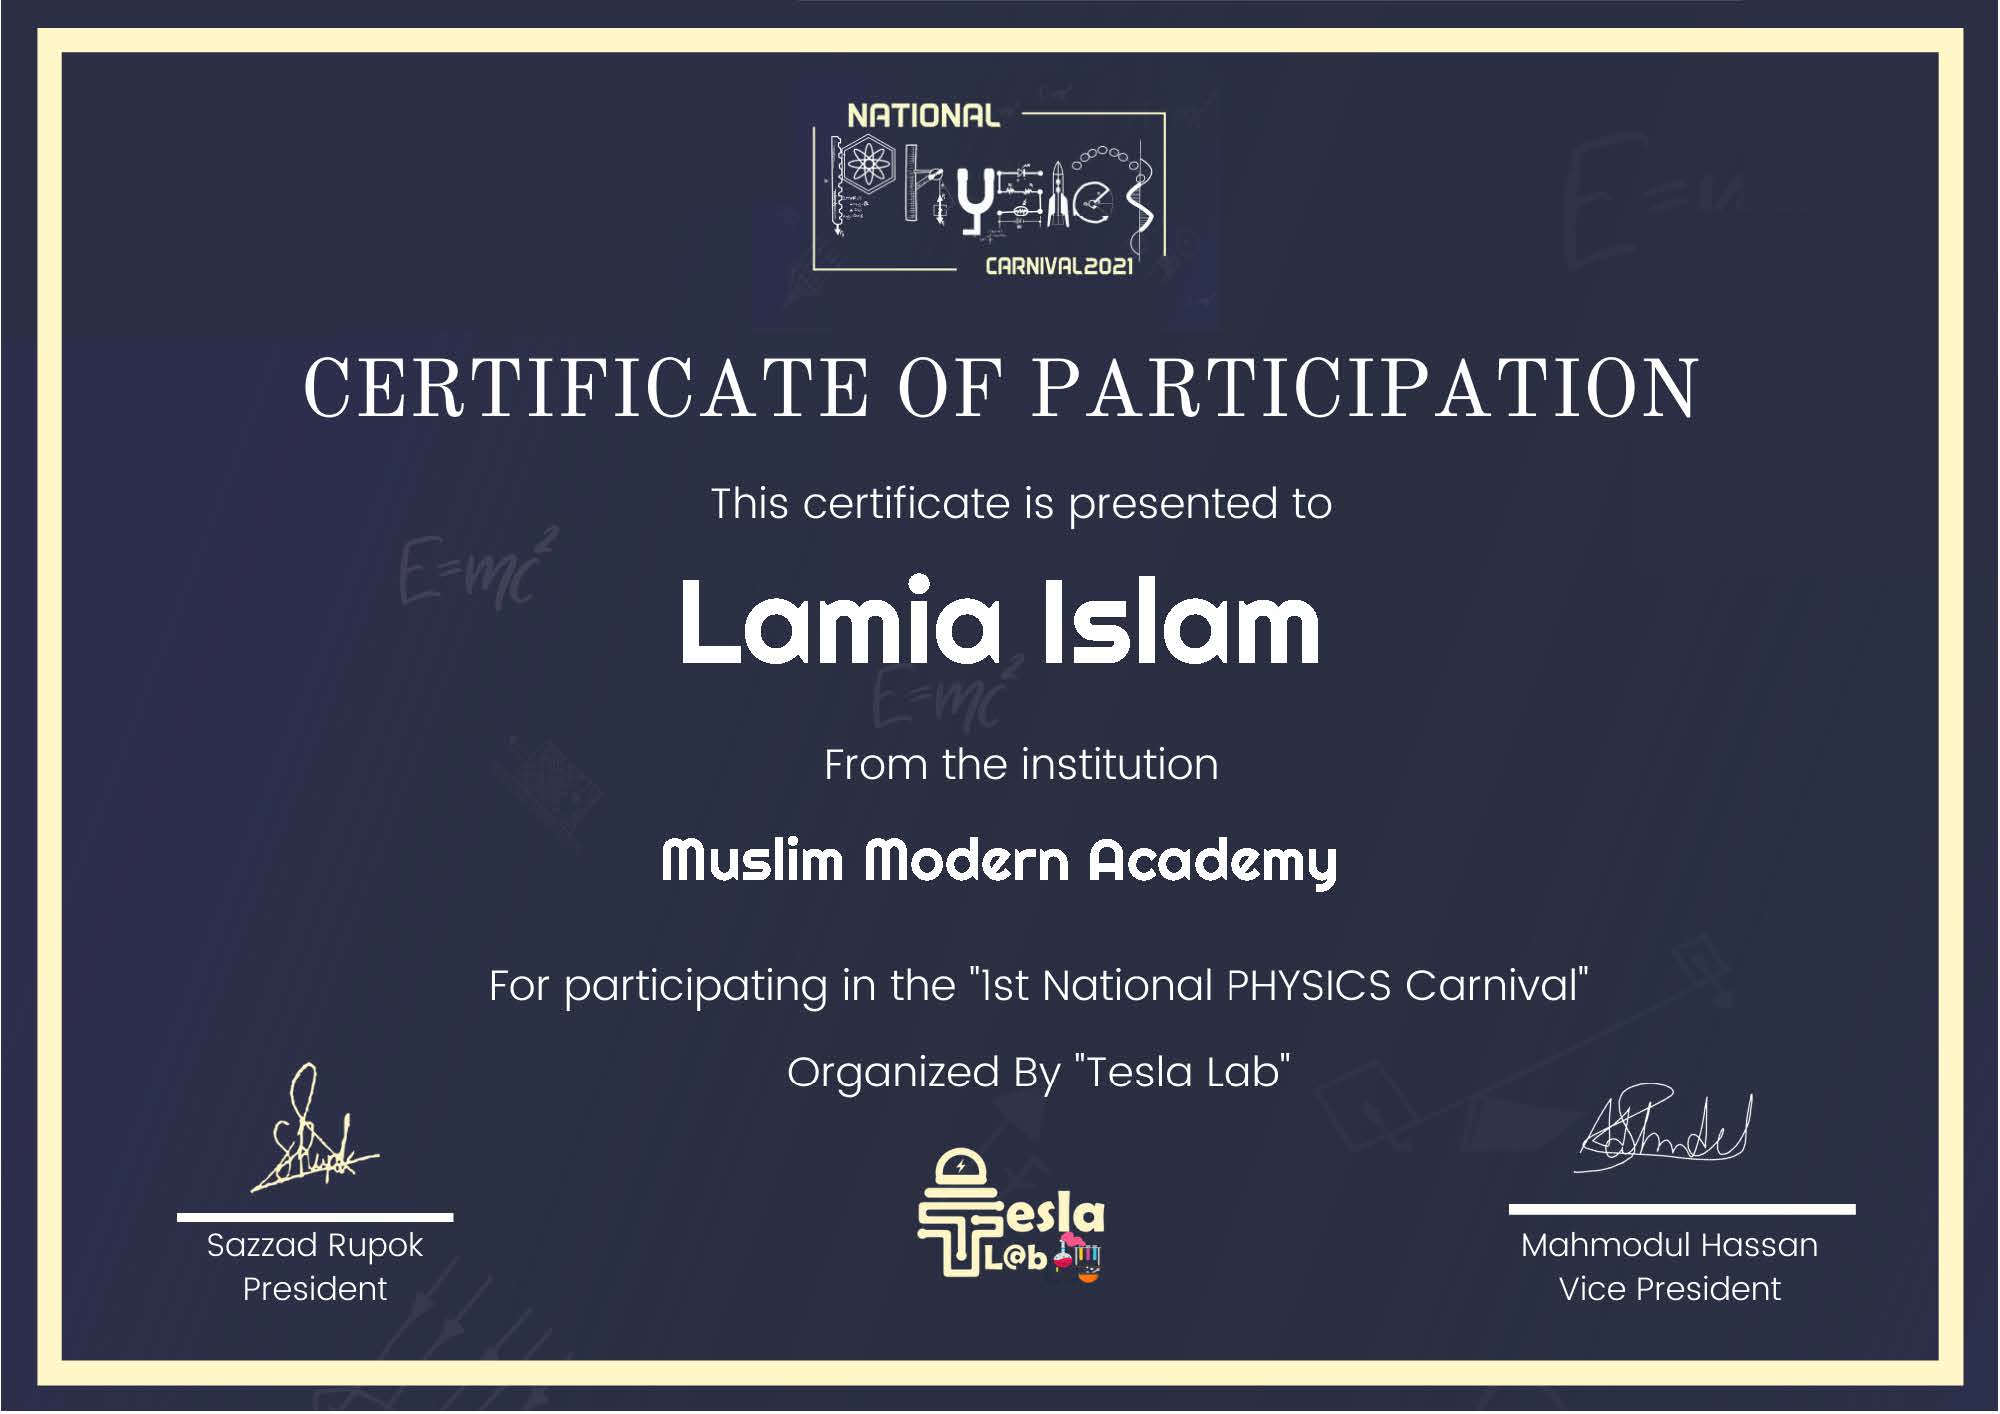 NATIONAL
Physics
CARNIVAL2021
CERTIFICATE OF PARTICIPATION
This certificate is presented to
E=mc²
Lamia Islam
E=mc²
From the institution
Muslim Modern Academy
For participating in the "1st National PHYSICS Carnival"
Organized By "Tesla Lab"
Tesla
L@b
Sazzad Rupok
President
Mahmodul Hassan
Vice President